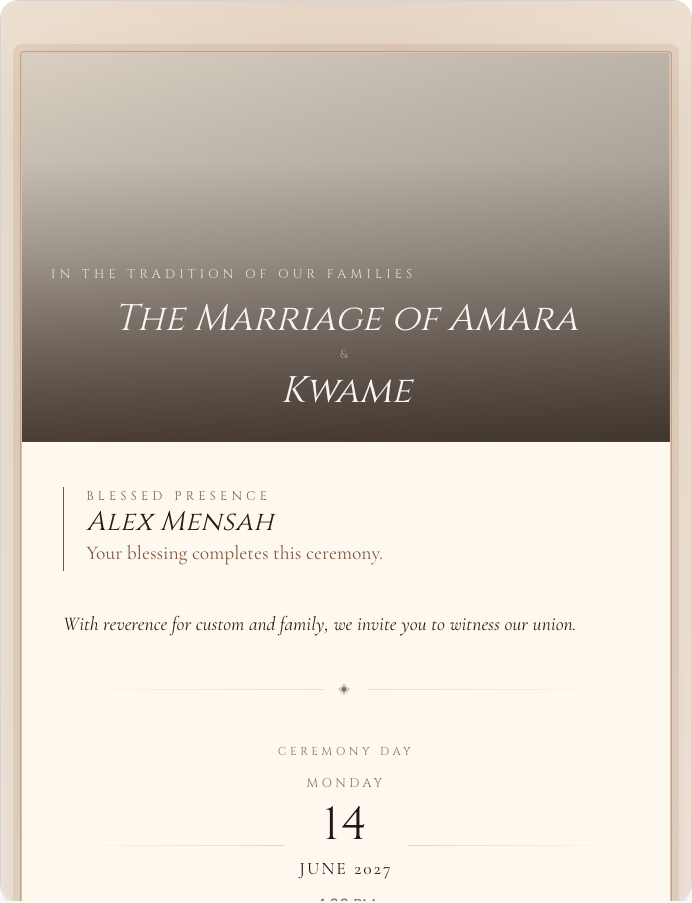 IN THE TRADITION OF OUR FAMILIES
THE MARRIAGE OF AMARA
&
KWAME
BLESSED PRESENCE
ALEX MENSAH
Your blessing completes this ceremony.
With reverence for custom and family, we invite you to witness our union.
CEREMONY DAY
MONDAY
14
JUNE 2027